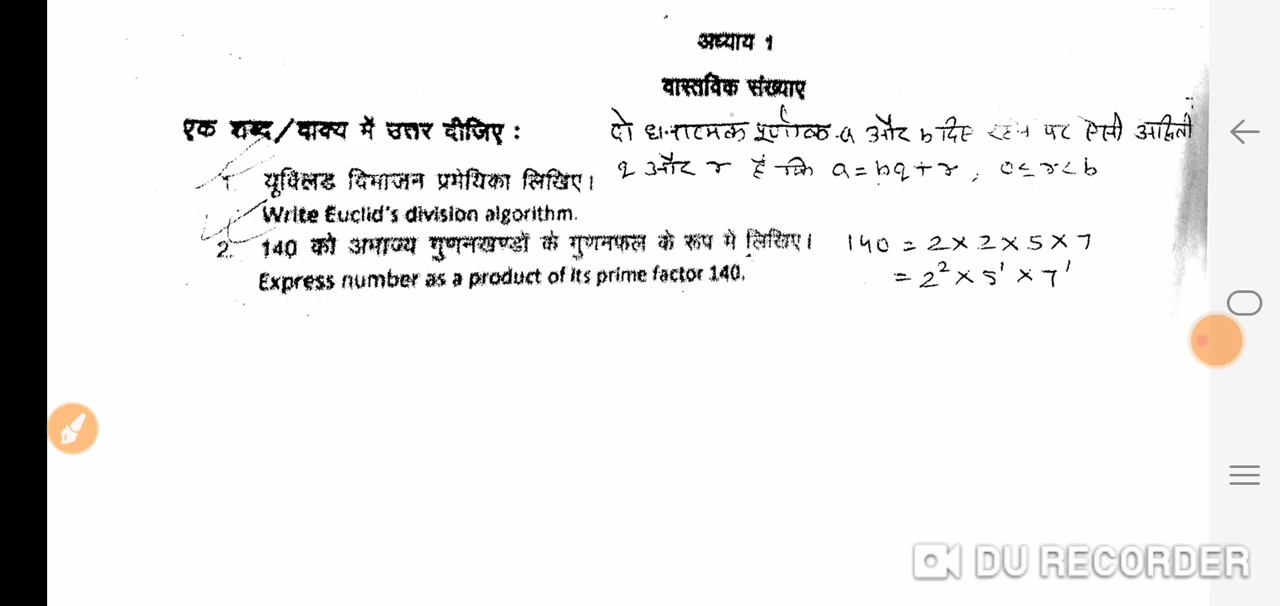 अध्याय 1
वास्तविक संख्याए
एक शब्द/वाक्य में उत्तर दीजिए :
दो धनात्मक पूर्णांक a और b दिए रहने पर ऐसी अद्विती
1. यूक्लिड विभाजन प्रमेयिका लिखिए।
q और r हैं कि a = bq + r , 0 ≤ r < b
Write Euclid's division algorithm.
2. 140 को अभाज्य गुणनखण्डों के गुणनफल के रूप में लिखिए। 140 = 2 × 2 × 5 × 7
Express number as a product of its prime factor 140. = 2² × 5¹ × 7¹
DU RECORDER